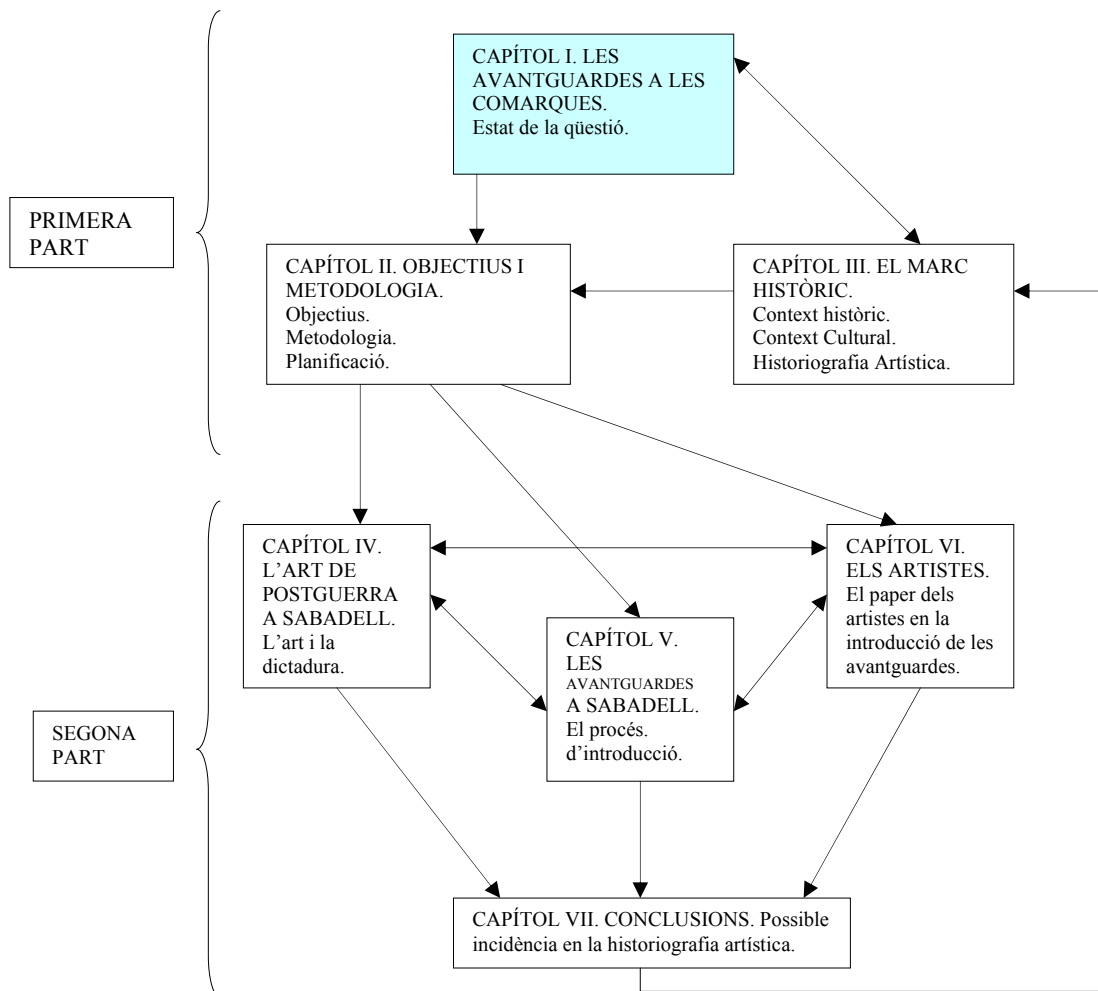 CAPÍTOL I. LES
AVANTGUARDES A LES
COMARQUES.
Estat de la qüestió.
PRIMERA
PART
CAPÍTOL II. OBJECTIUS I
METODOLOGIA.
Objectius.
Metodologia.
Planificació.
CAPÍTOL III. EL MARC
HISTÒRIC.
Context històric.
Context Cultural.
Historiografia Artística.
CAPÍTOL IV.
L’ART DE
POSTGUERRA
A SABADELL.
L’art i la
dictadura.
CAPÍTOL V.
LES
AVANTGUARDES
A SABADELL.
El procés.
d’introducció.
CAPÍTOL VI.
ELS ARTISTES.
El paper dels
artistes en la
introducció de les
avantguardes.
SEGONA
PART
CAPÍTOL VII. CONCLUSIONS. Possible
incidència en la historiografia artística.